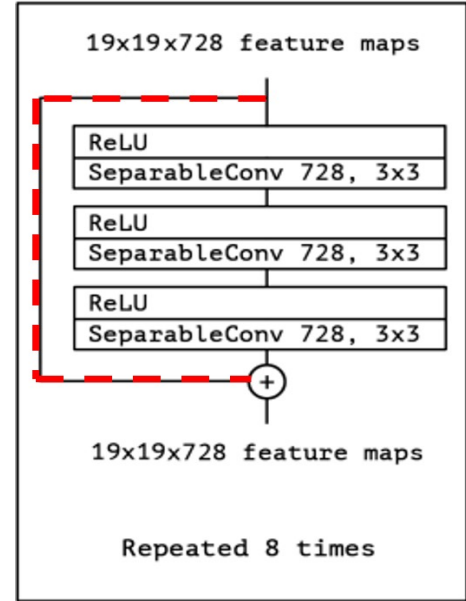 19x19x728 feature maps
ReLU
SeparableConv 728, 3x3
ReLU
SeparableConv 728, 3x3
ReLU
SeparableConv 728, 3x3
+
19x19x728 feature maps
Repeated 8 times